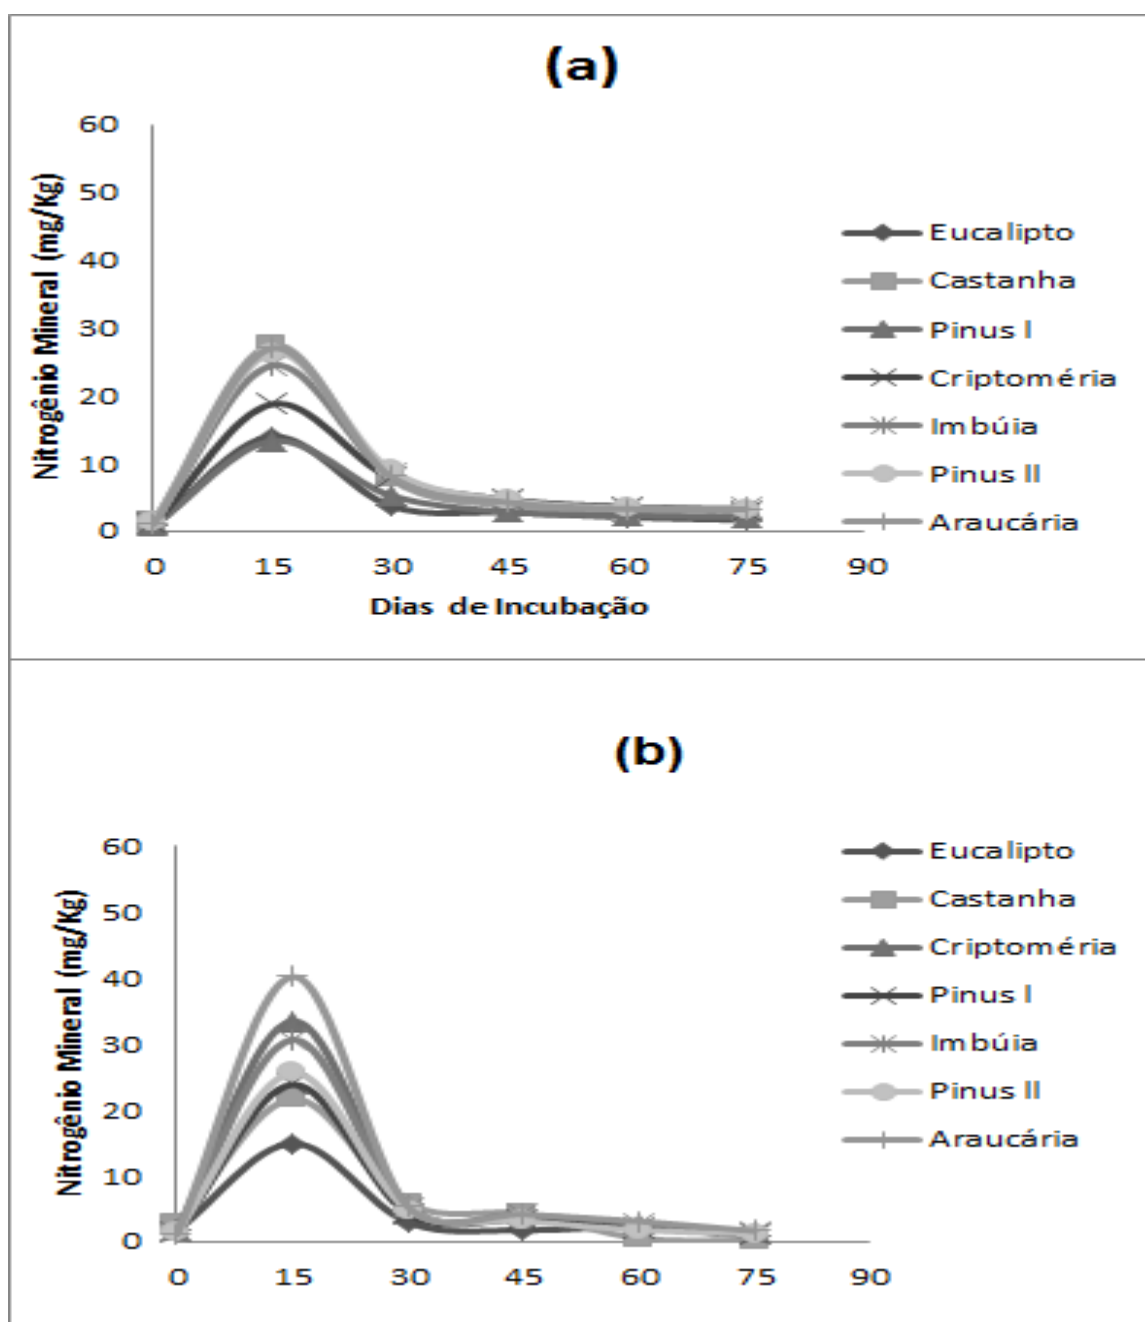 (a)
Nitrogênio Mineral (mg/Kg)
60
50
40
30
20
10
0
0 15 30 45 60 75 90
Dias de Incubação
Eucalipto
Castanha
Pinus I
Criptoméria
Imbúia
Pinus II
Araucária
(b)
Nitrogênio Mineral (mg/Kg)
60
50
40
30
20
10
0
0 15 30 45 60 75 90
Eucalipto
Castanha
Criptoméria
Pinus I
Imbúia
Pinus II
Araucária